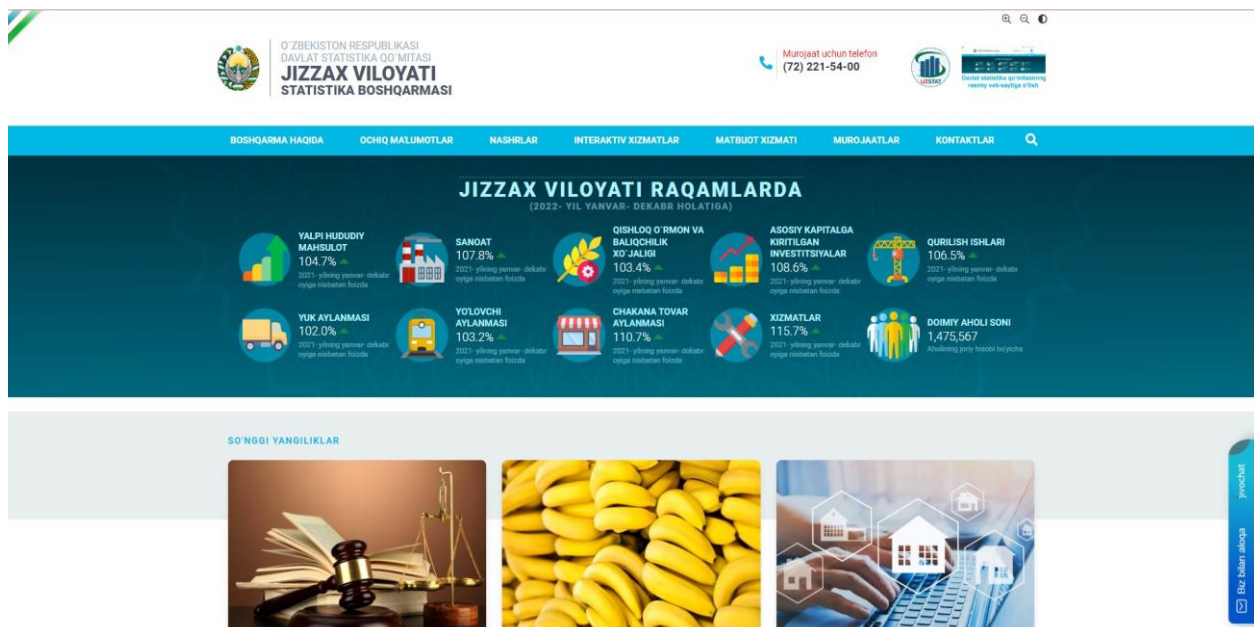 O`ZBEKISTON RESPUBLIKASI
DAVLAT STATISTIKA QO`MITASI
JIZZAX VILOYATI
STATISTIKA BOSHQARMASI
Murojaat uchun telefon
(72) 221-54-00
UZSTAT
Davlat statistika qo'mitasining
rasmiy veb-saytiga o'tish
BOSHQARMA HAQIDA OCHIQ MA'LUMOTLAR NASHRLAR INTERAKTIV XIZMATLAR MATBUOT XIZMATI MUROJAATLAR KONTAKTLAR
JIZZAX VILOYATI RAQAMLARDA
(2022- YIL YANVAR- DEKABR HOLATIGA)
YALPI HUDUDIY
MAHSULOT
104.7%
2021- yilning yanvar- dekabr
oyiga nisbatan foizda
SANOAT
107.8%
2021- yilning yanvar- dekabr
oyiga nisbatan foizda
QISHLOQ O`RMON VA
BALIQCHILIK
XO`JALIGI
103.4%
2021- yilning yanvar- dekabr
oyiga nisbatan foizda
ASOSIY KAPITALGA
KIRITILGAN
INVESTITSIYALAR
108.6%
2021- yilning yanvar- dekabr
oyiga nisbatan foizda
QURILISH ISHLARI
106.5%
2021- yilning yanvar- dekabr
oyiga nisbatan foizda
YUK AYLANMASI
102.0%
2021- yilning yanvar- dekabr
oyiga nisbatan foizda
YO'LOVCHI
AYLANMASI
103.2%
2021- yilning yanvar- dekabr
oyiga nisbatan foizda
CHAKANA TOVAR
AYLANMASI
110.7%
2021- yilning yanvar- dekabr
oyiga nisbatan foizda
XIZMATLAR
115.7%
2021- yilning yanvar- dekabr
oyiga nisbatan foizda
DOIMIY AHOLI SONI
1,475,567
Aholining joriy hisobi bo'yicha
SO'NGGI YANGILIKLAR
jivochat
Biz bilan aloqa